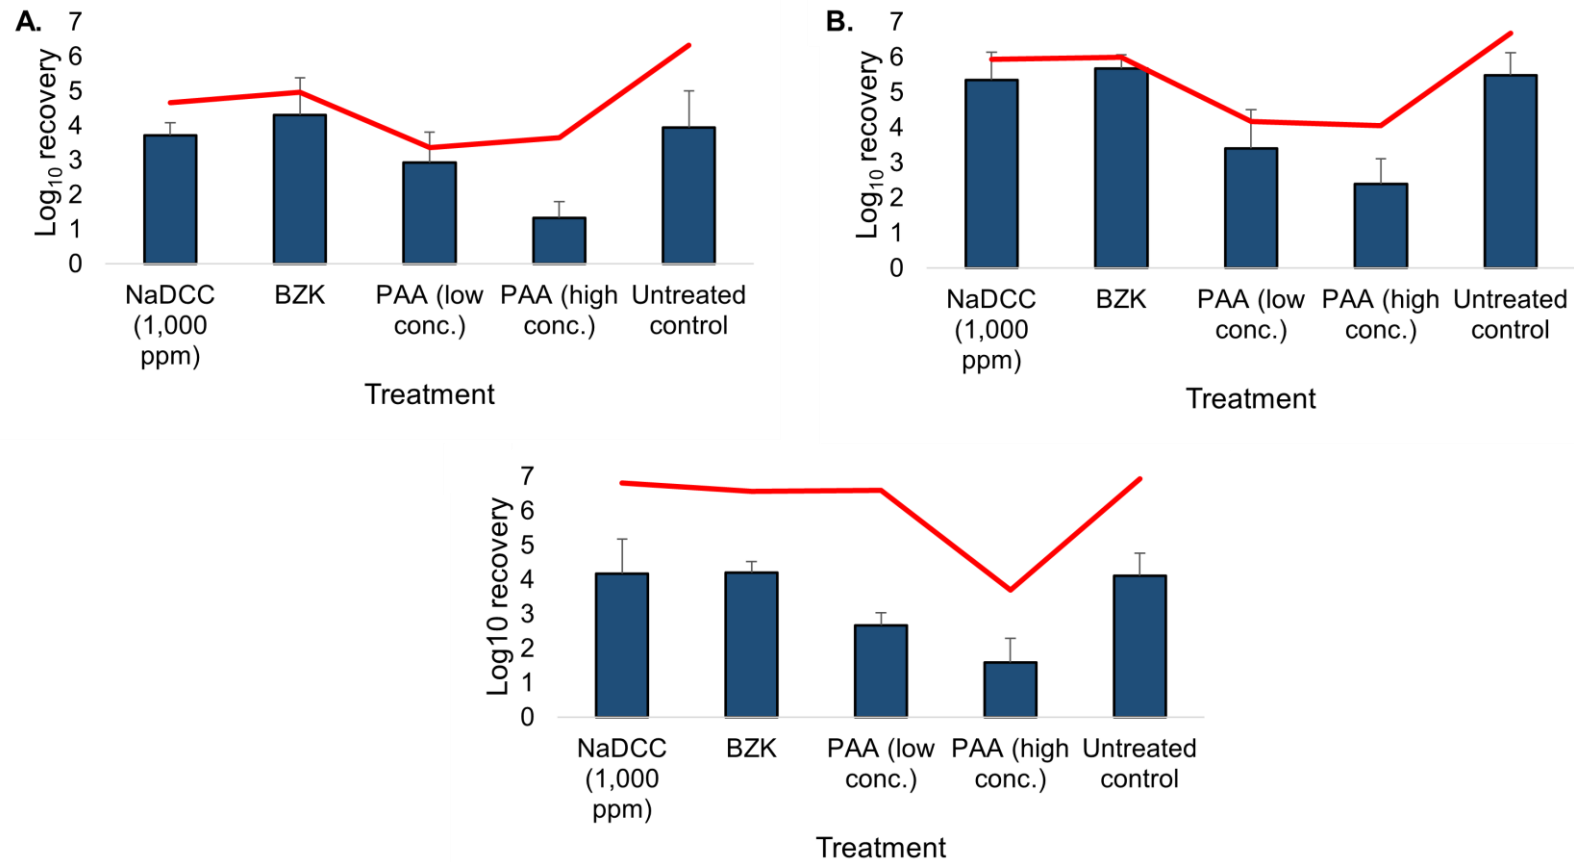 A.
Log10 recovery
7
6
5
4
3
2
1
0
NaDCC (1,000 ppm)
BZK
PAA (low conc.)
PAA (high conc.)
Untreated control
Treatment
B.
Log10 recovery
7
6
5
4
3
2
1
0
NaDCC (1,000 ppm)
BZK
PAA (low conc.)
PAA (high conc.)
Untreated control
Treatment
Log10 recovery
7
6
5
4
3
2
1
0
NaDCC (1,000 ppm)
BZK
PAA (low conc.)
PAA (high conc.)
Untreated control
Treatment